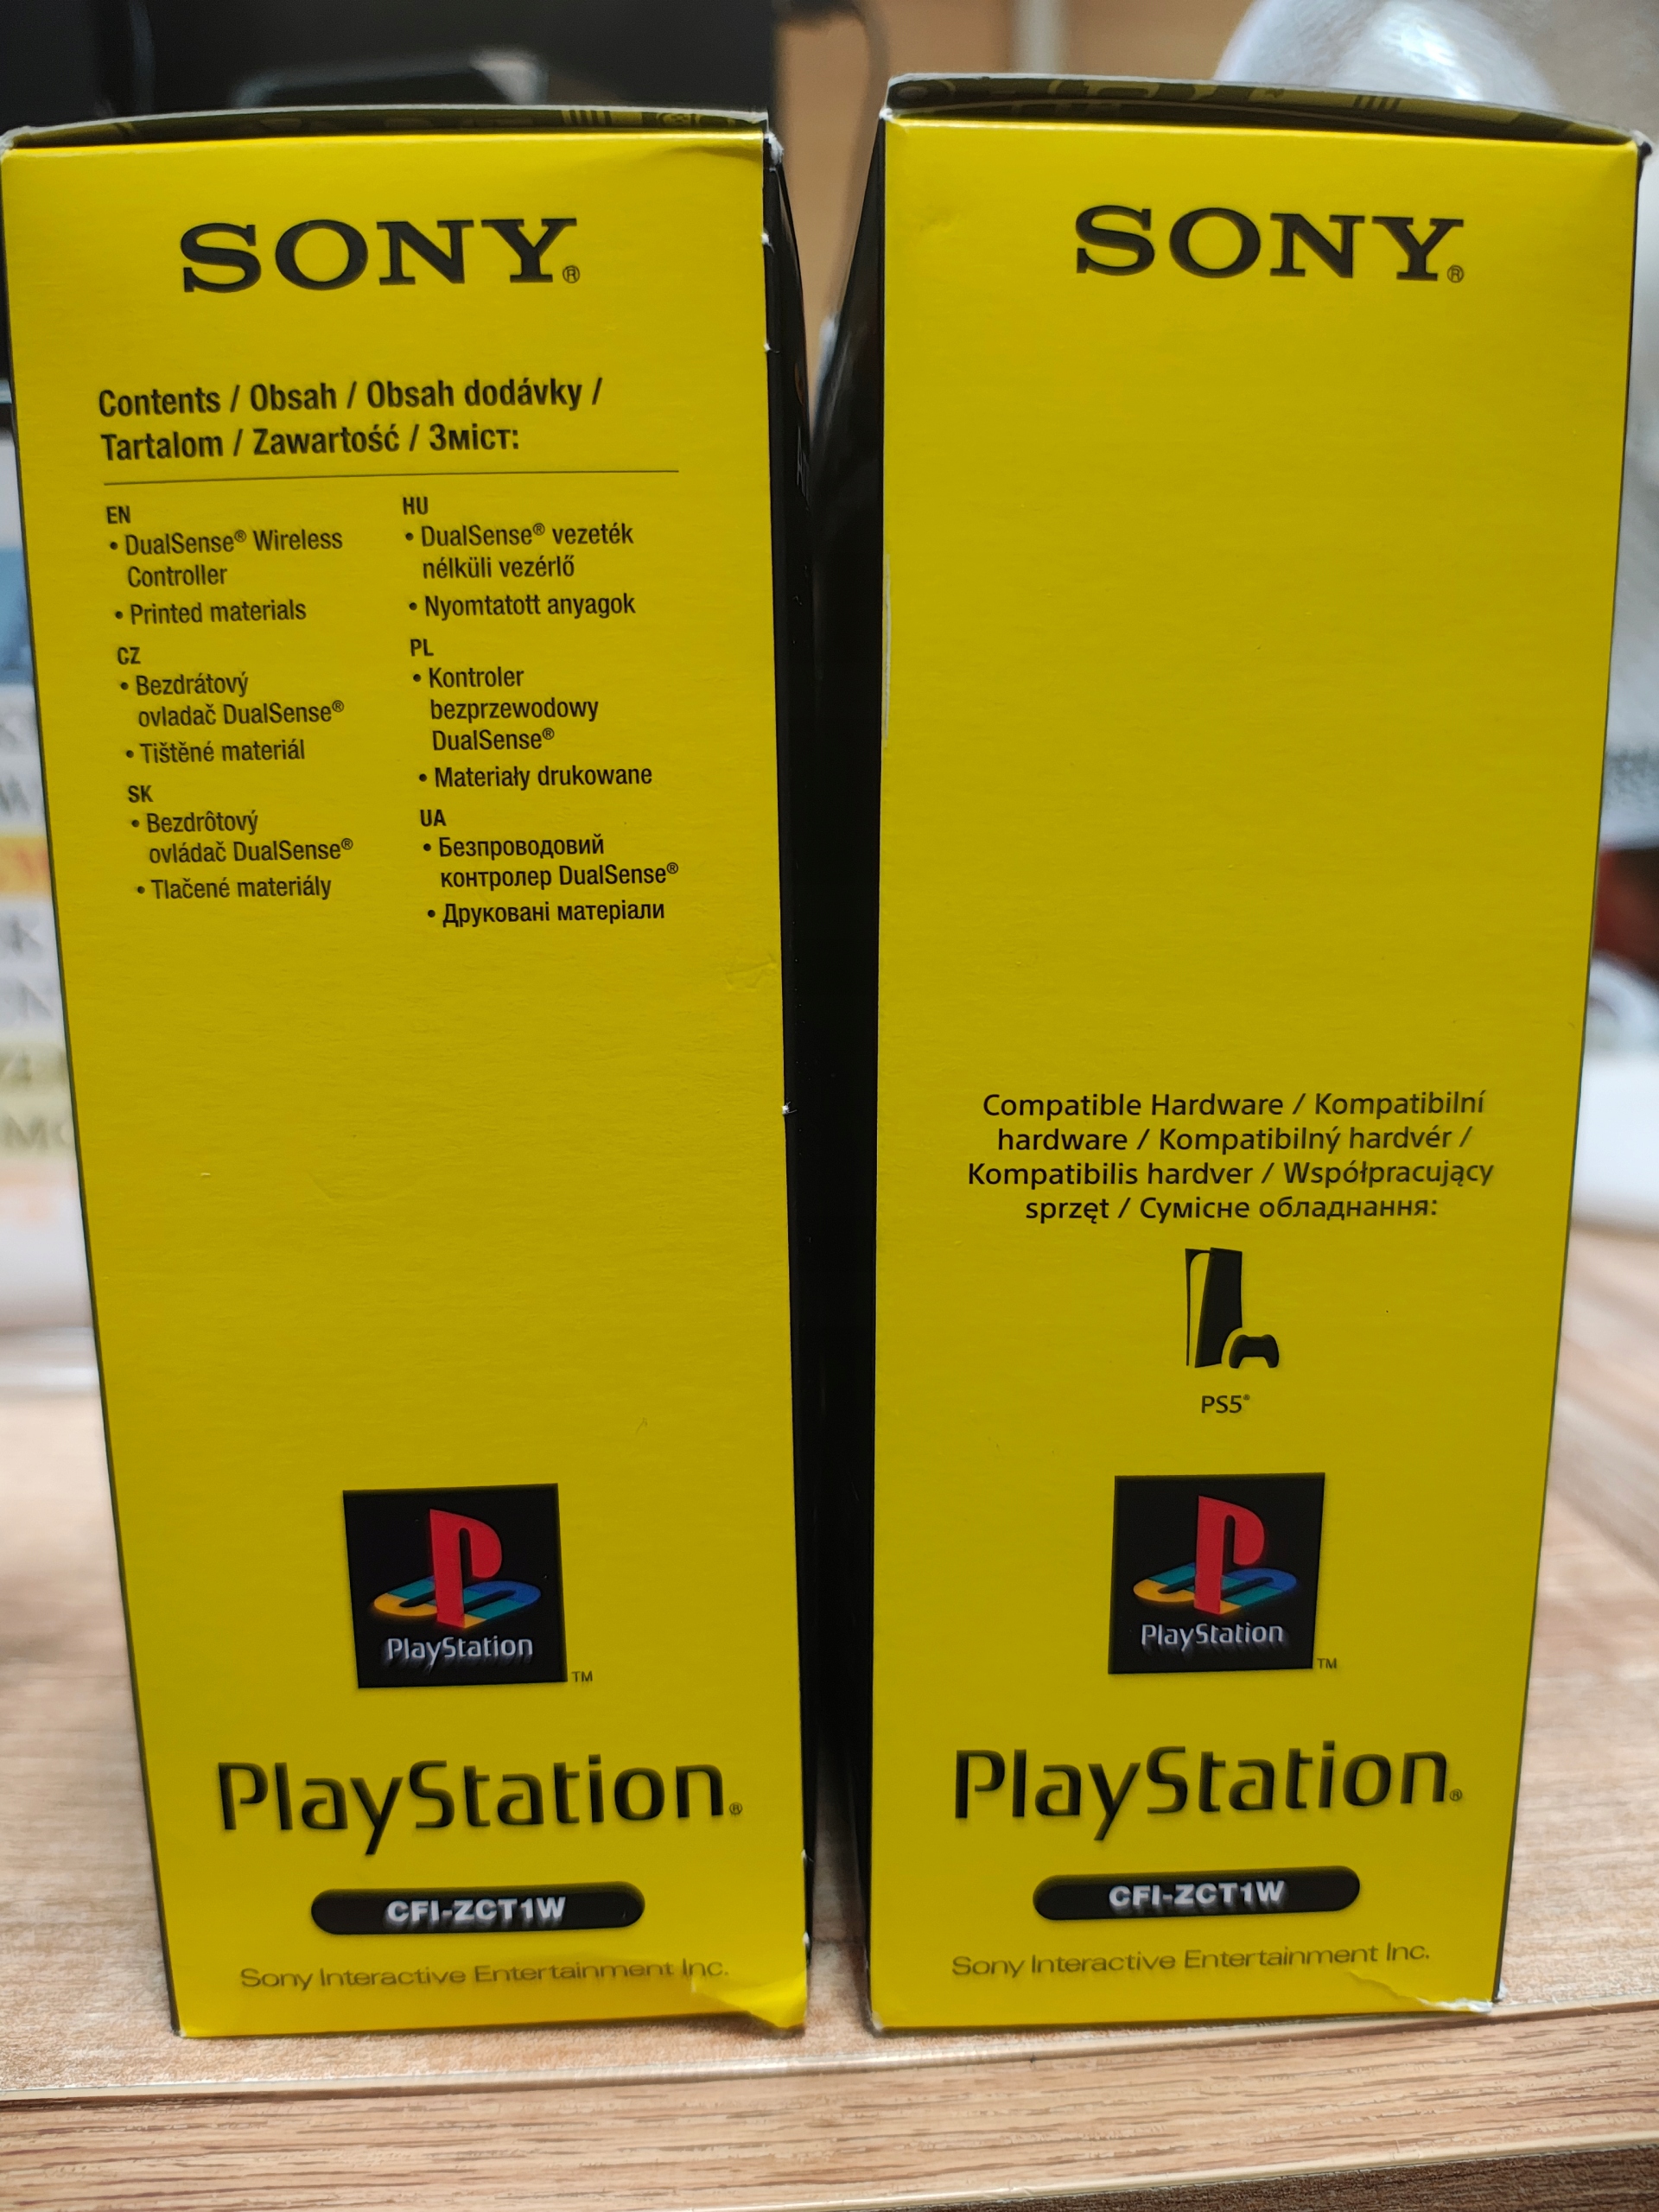 SONY®
Contents / Obsah / Obsah dodávky /
Tartalom / Zawartość / Зміст:
EN
• DualSense® Wireless
Controller
• Printed materials
CZ
• Bezdrátový
ovladač DualSense®
• Tištěné materiál
SK
• Bezdrôtový
ovládač DualSense®
• Tlačené materiály
HU
• DualSense® vezeték
nélküli vezérlő
• Nyomtatott anyagok
PL
• Kontroler
bezprzewodowy
DualSense®
• Materiały drukowane
UA
• Безпроводовий
контролер DualSense®
• Друковані матеріали
PlayStation
TM
PlayStation®
CFI-ZCT1W
Sony Interactive Entertainment Inc.
SONY®
Compatible Hardware / Kompatibilní
hardware / Kompatibilný hardvér /
Kompatibilis hardver / Współpracujący
sprzęt / Сумісне обладнання:
PS5®
PlayStation
TM
PlayStation®
CFI-ZCT1W
Sony Interactive Entertainment Inc.